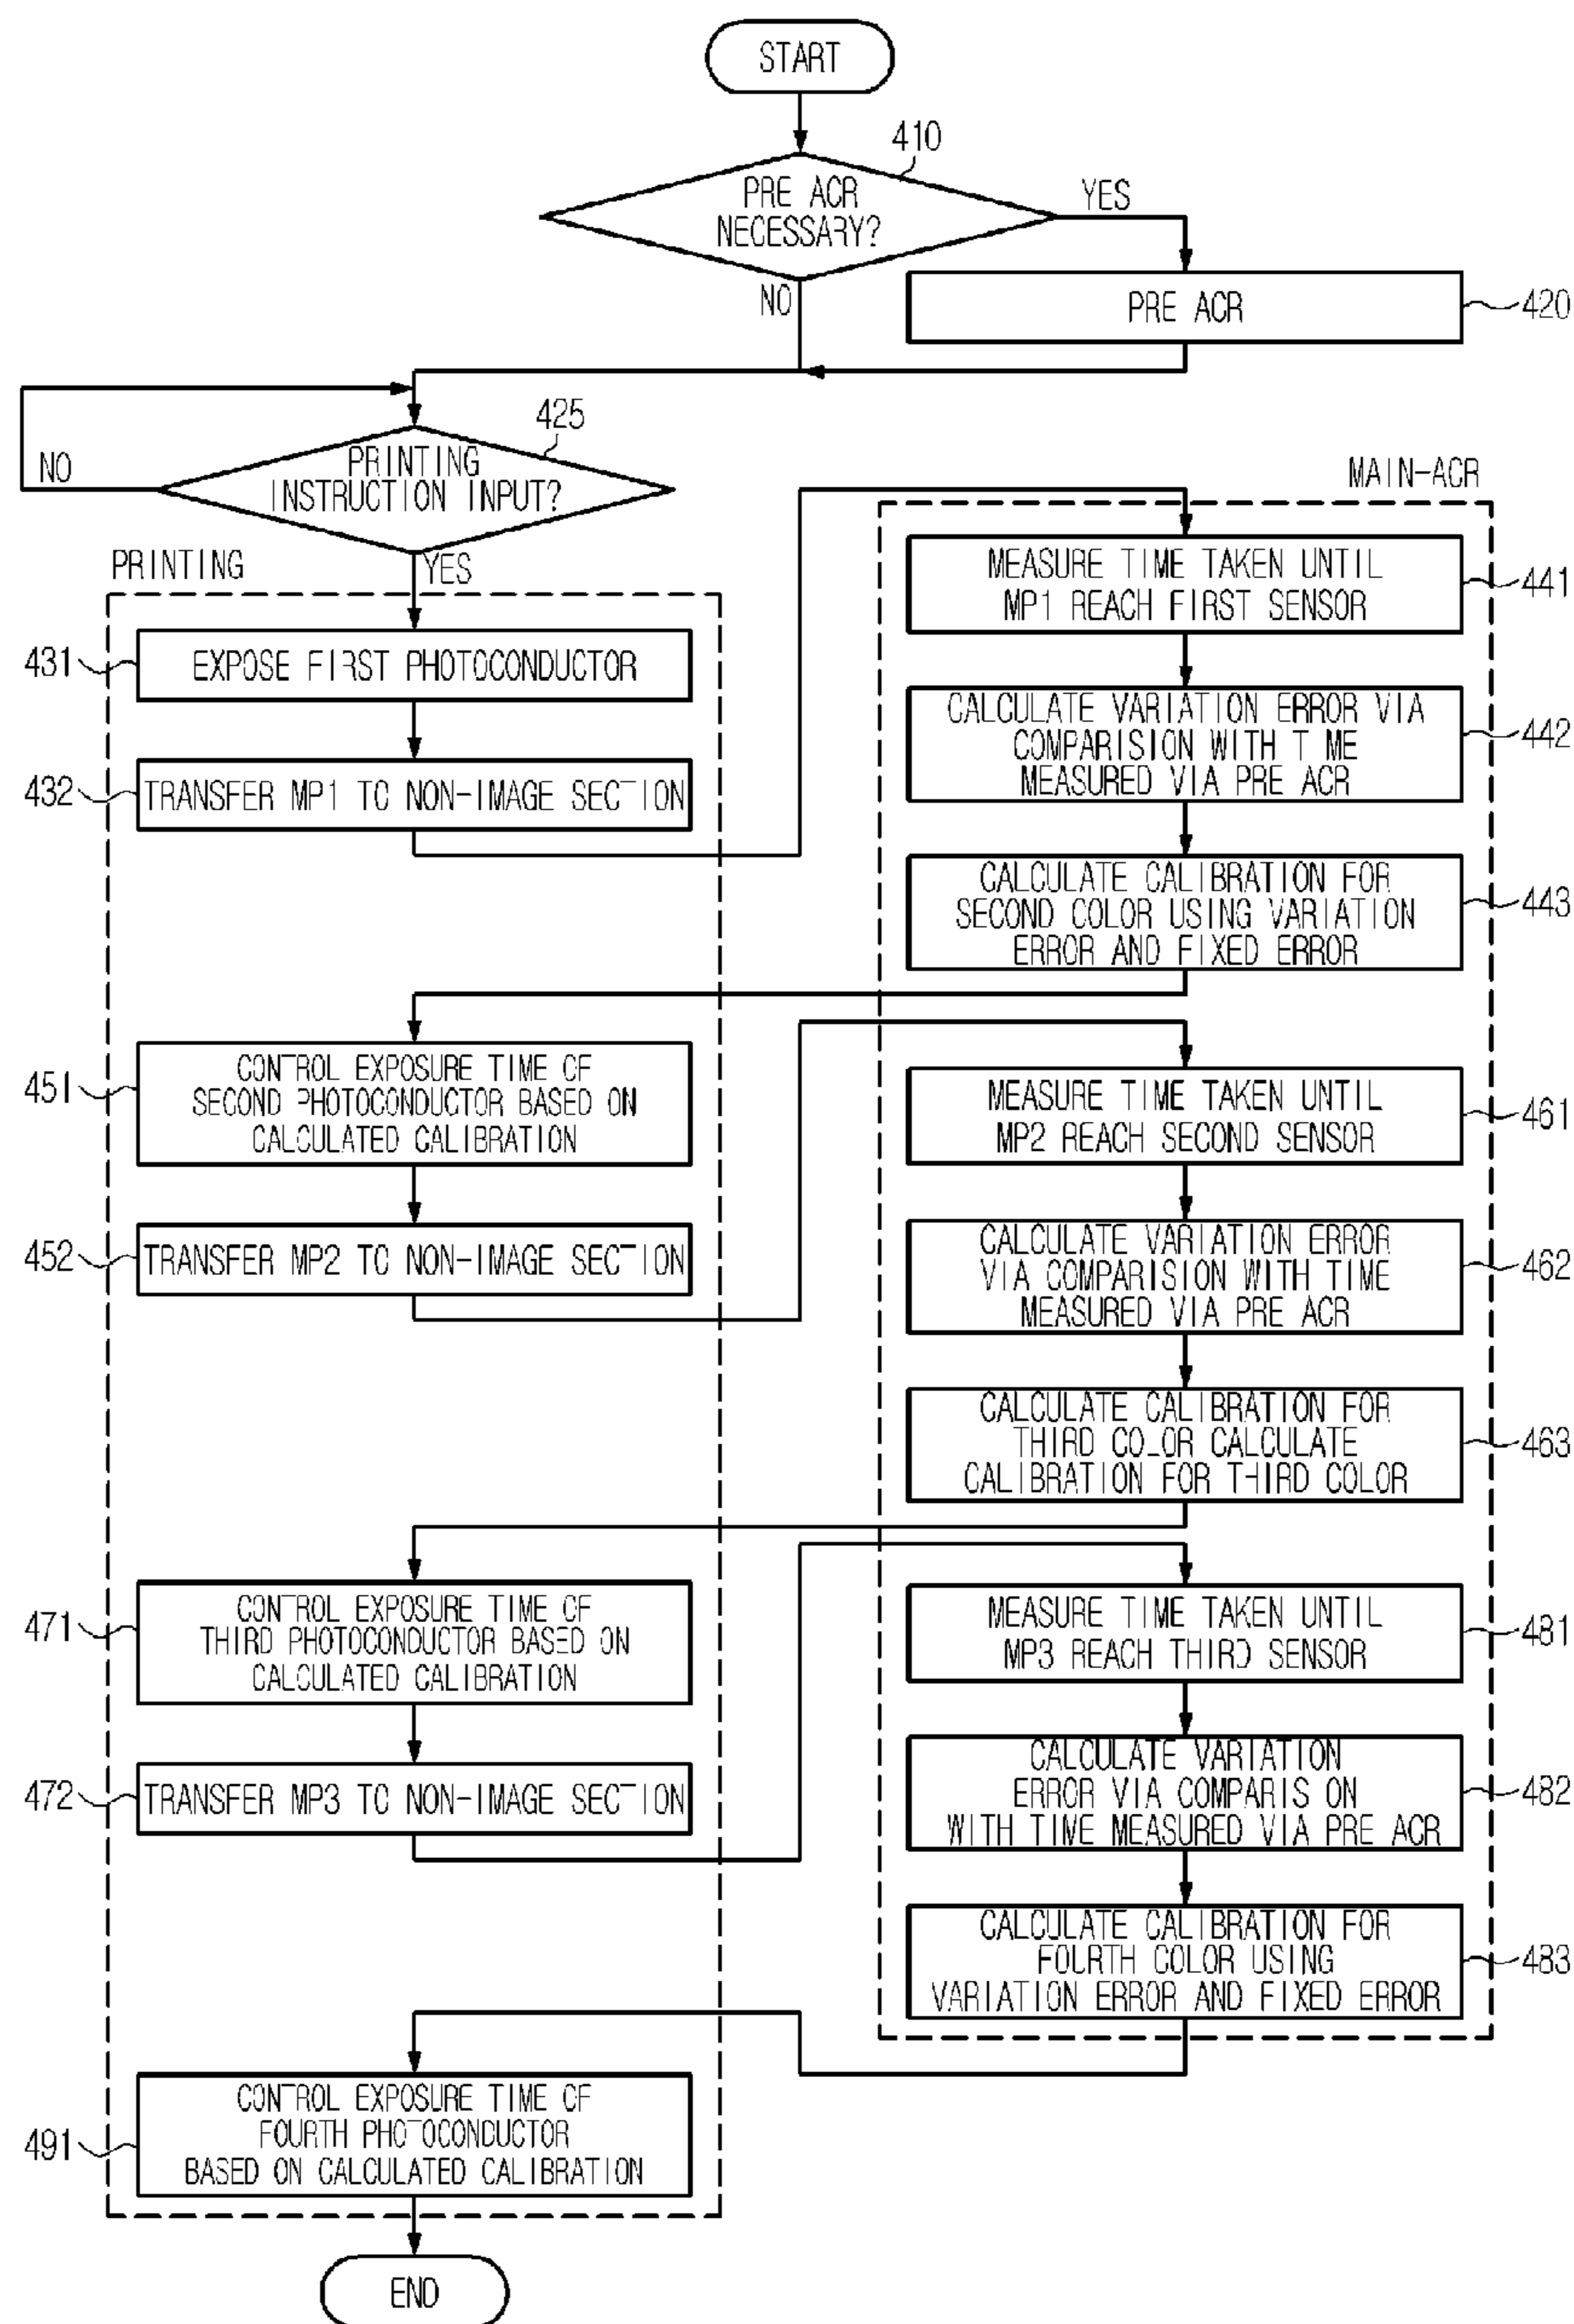 START
410
PRE ACR
NECESSARY?
YES
NO
PRE ACR
420
425
PRINTING
INSTRUCTION INPUT?
NO
YES
PRINTING
MAIN-ACR
431
EXPOSE FIRST PHOTOCONDUCTOR
432
TRANSFER MP1 TO NON-IMAGE SECTION
MEASURE TIME TAKEN UNTIL
MP1 REACH FIRST SENSOR
441
CALCULATE VARIATION ERROR VIA
COMPARISION WITH TIME
MEASURED VIA PRE ACR
442
CALCULATE CALIBRATION FOR
SECOND COLOR USING VARIATION
ERROR AND FIXED ERROR
443
451
CONTROL EXPOSURE TIME OF
SECOND PHOTOCONDUCTOR BASED ON
CALCULATED CALIBRATION
452
TRANSFER MP2 TO NON-IMAGE SECTION
MEASURE TIME TAKEN UNTIL
MP2 REACH SECOND SENSOR
461
CALCULATE VARIATION ERROR
VIA COMPARISION WITH TIME
MEASURED VIA PRE ACR
462
CALCULATE CALIBRATION FOR
THIRD COLOR CALCULATE
CALIBRATION FOR THIRD COLOR
463
471
CONTROL EXPOSURE TIME OF
THIRD PHOTOCONDUCTOR BASED ON
CALCULATED CALIBRATION
472
TRANSFER MP3 TO NON-IMAGE SECTION
MEASURE TIME TAKEN UNTIL
MP3 REACH THIRD SENSOR
481
CALCULATE VARIATION
ERROR VIA COMPARIS ON
WITH TIME MEASURED VIA PRE ACR
482
CALCULATE CALIBRATION FOR
FOURTH COLOR USING
VARIATION ERROR AND FIXED ERROR
483
491
CONTROL EXPOSURE TIME OF
FOURTH PHOTOCONDUCTOR
BASED ON CALCULATED CALIBRATION
END